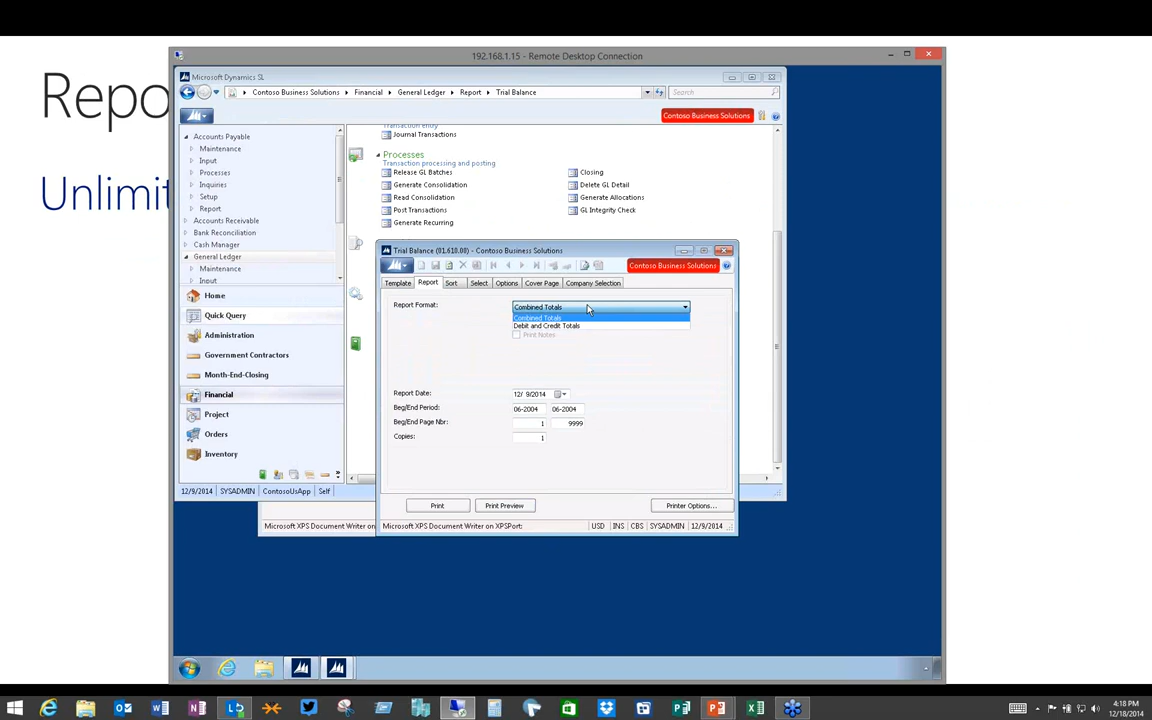 192.168.1.15 - Remote Desktop Connection
Repo
Unlimit
Microsoft Dynamics SL
Contoso Business Solutions
Financial
General Ledger
Report
Trial Balance
Search
Contoso Business Solutions
Accounts Payable
Maintenance
Input
Processes
Inquiries
Setup
Report
Accounts Receivable
Bank Reconciliation
Cash Manager
General Ledger
Maintenance
Input
Home
Quick Query
Administration
Government Contractors
Month-End-Closing
Financial
Project
Orders
Inventory
12/9/2014 SYSADMIN ContosoUsApp Self
Transaction entry
Journal Transactions
Processes
Transaction processing and posting
Release GL Batches
Closing
Generate Consolidation
Delete GL Detail
Read Consolidation
Generate Allocations
Post Transactions
GL Integrity Check
Generate Recurring
Trial Balance (01.610.00) - Contoso Business Solutions
Contoso Business Solutions
Template Report Sort Select Options Cover Page Company Selection
Report Format: Combined Totals
Combined Totals
Debit and Credit Totals
Print Notes
Report Date: 12/ 9/2014
Beg/End Period: 06-2004 06-2004
Beg/End Page Nbr: 1 9999
Copies: 1
Print Print Preview Printer Options...
Microsoft XPS Document Writer on
Microsoft XPS Document Writer on XPSPort: USD INS CBS SYSADMIN 12/9/2014
4:18 PM
12/18/2014